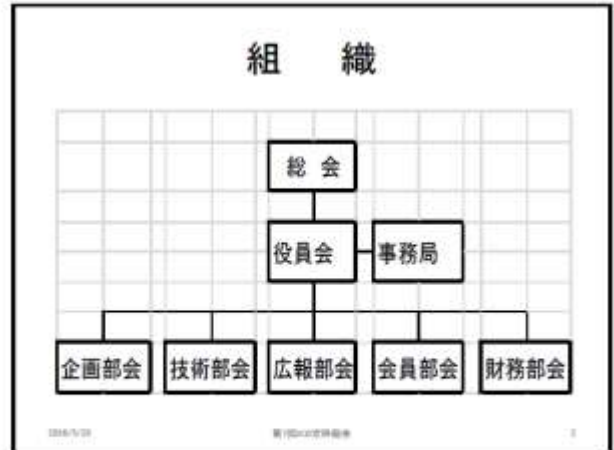 組 織
総 会
役員会 事務局
企画部会 技術部会 広報部会 会員部会 財務部会